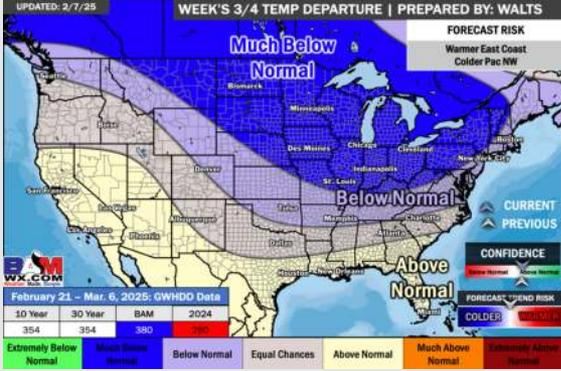 UPDATED: 2/7/25
WEEK'S 3/4 TEMP DEPARTURE | PREPARED BY: WALTS
FORECAST RISK
Warmer East Coast
Colder Pac NW
Much Below
Normal
Seattle
Bismarck
Minneapolis
Boise
Boston
Des Moines
Chicago
Cleveland
New York City
Indianapolis
Denver
St. Louis
San Francisco
Below Normal
Las Vegas
Tulsa
Memphis
Charlotte
Los Angeles
Albuquerque
Phoenix
Atlanta
Dallas
CURRENT
PREVIOUS
Houston
New Orleans
Above
Normal
Miami
CONFIDENCE
Below Normal
Above Normal
FORECAST TREND RISK
COLDER
WARMER
BAM
WX.COM
February 21 – Mar. 6, 2025: GWHDD Data
10 Year 30 Year BAM 2024
354 354 380 260
Extremely Below
Normal
Much Below
Normal
Below Normal
Equal Chances
Above Normal
Much Above
Normal
Extremely Above
Normal